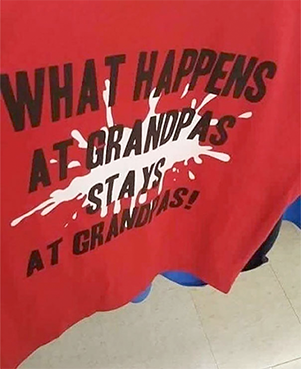 WHAT HAPPENS
AT GRANDPAS
STAYS
AT GRANDPAS!